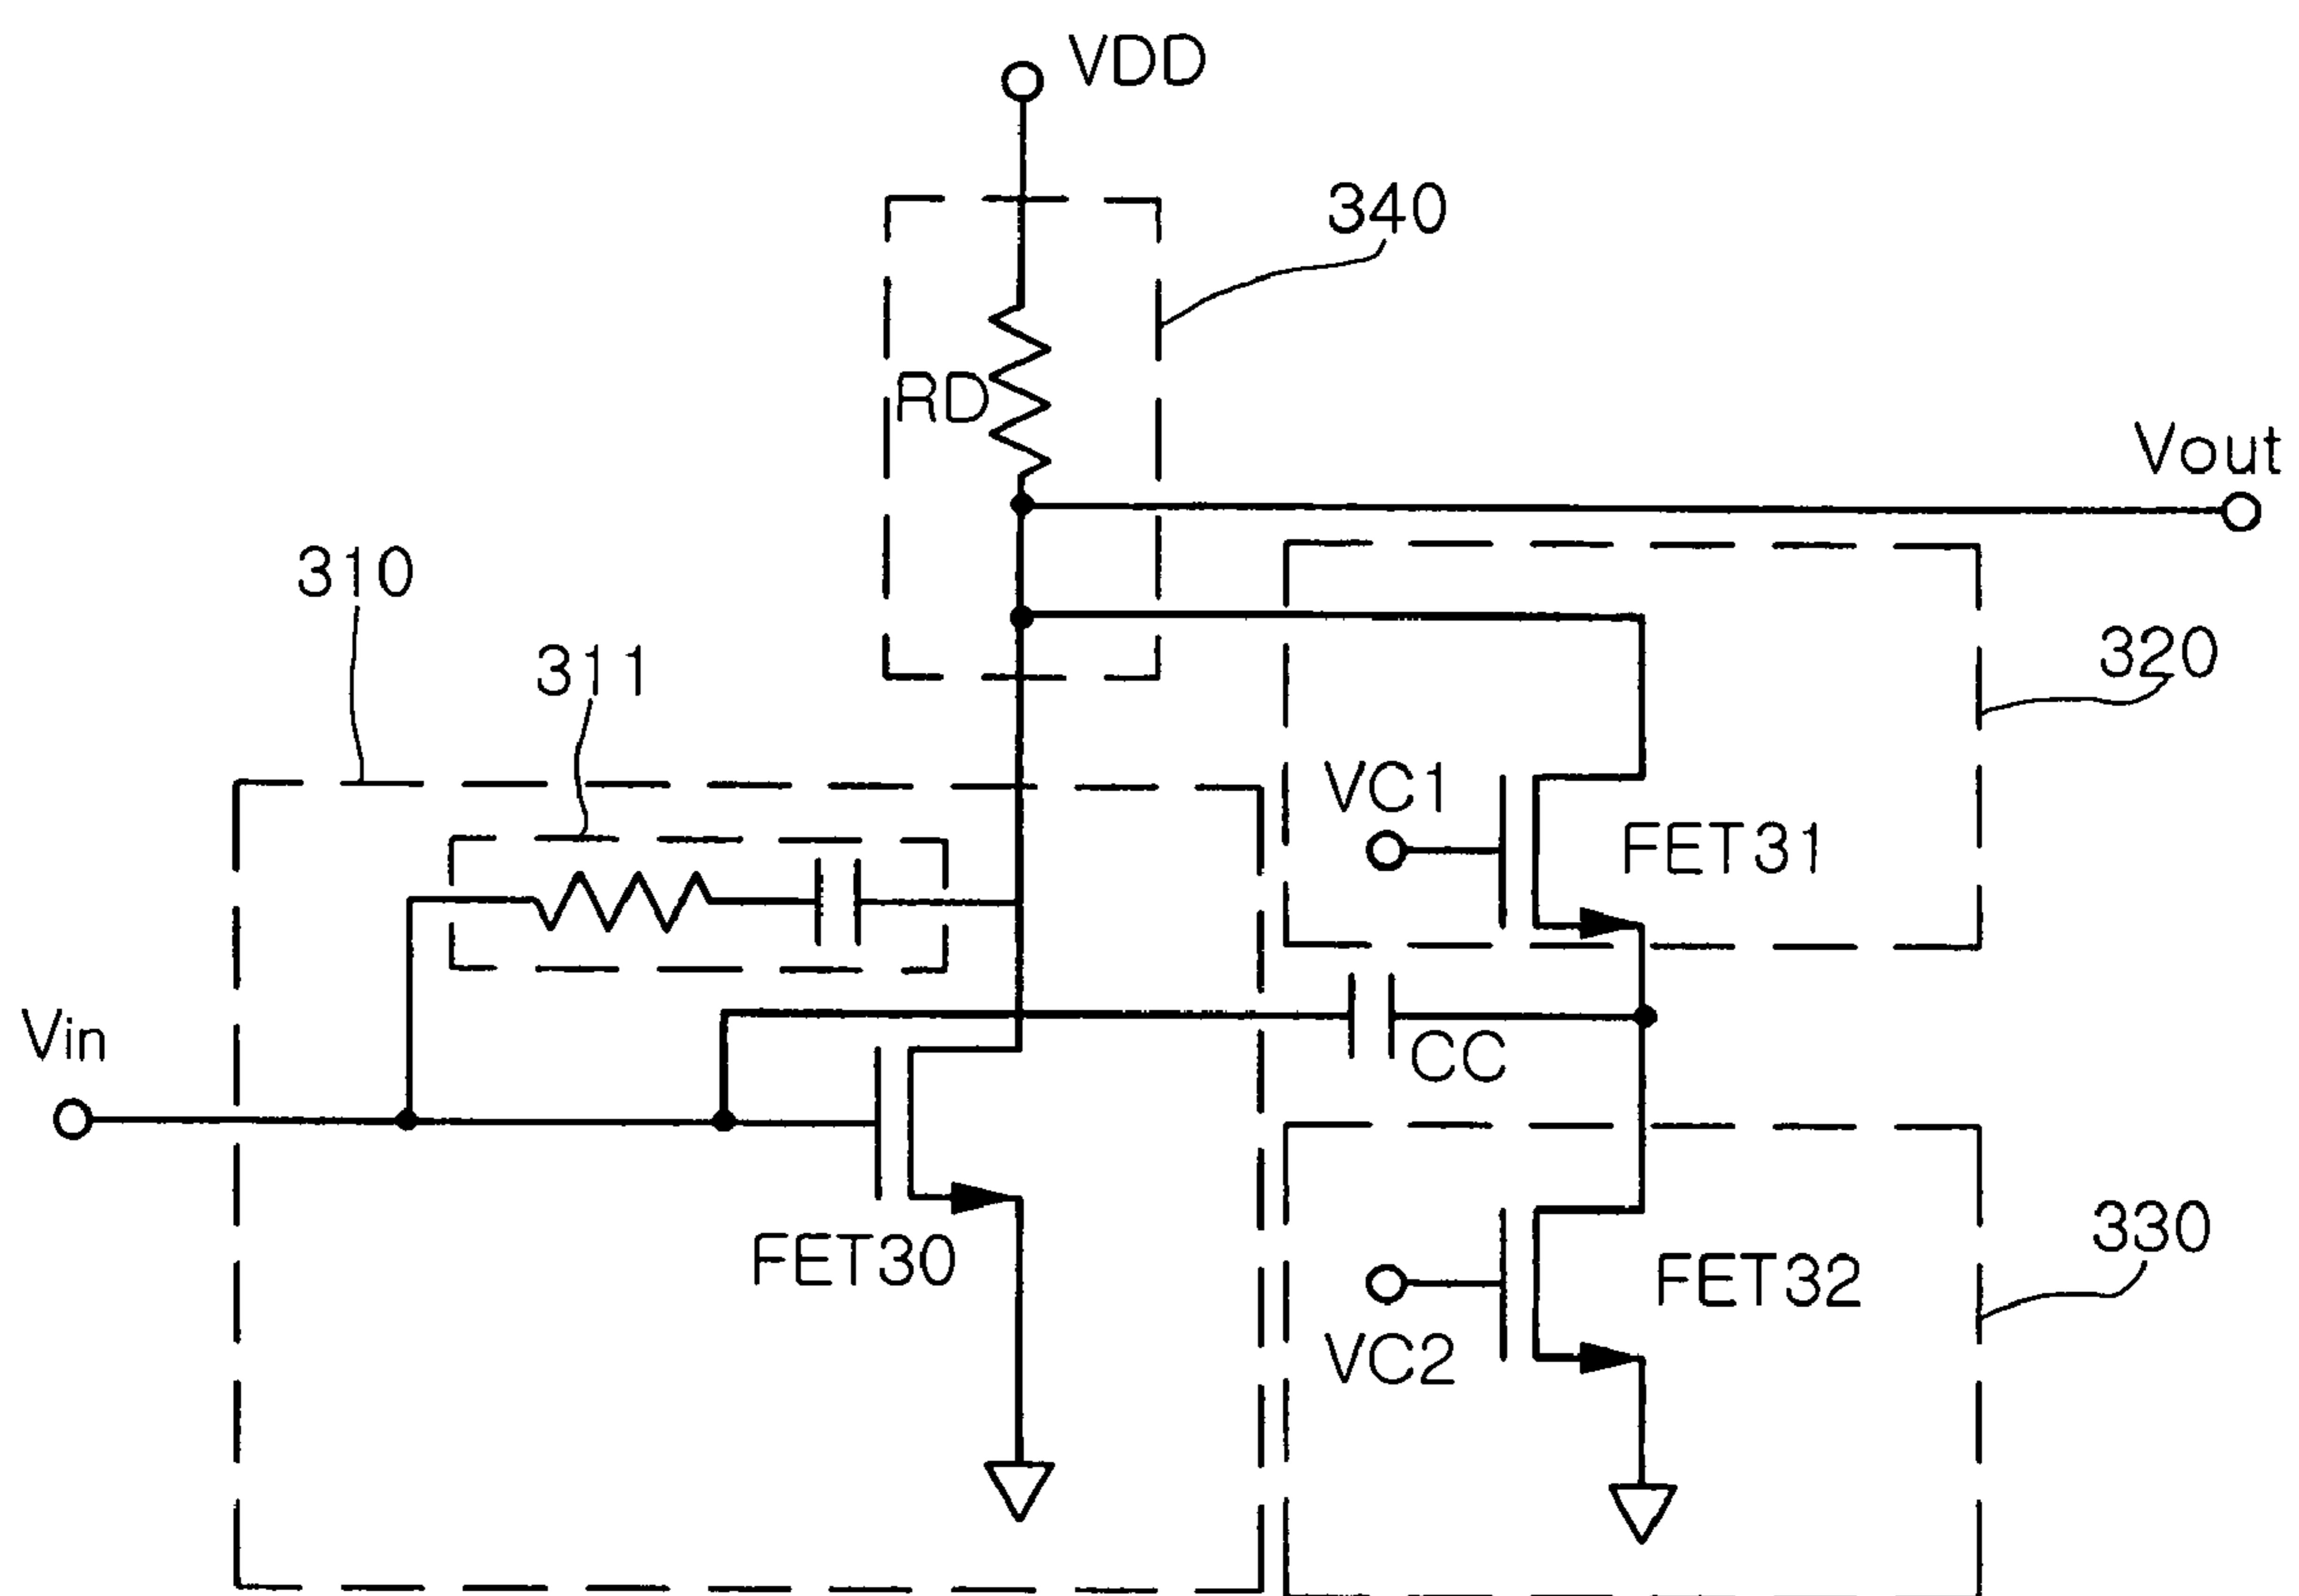 VDD
340
RD
Vout
310
311
320
VC1
FET31
Vin
CC
FET30
330
FET32
VC2